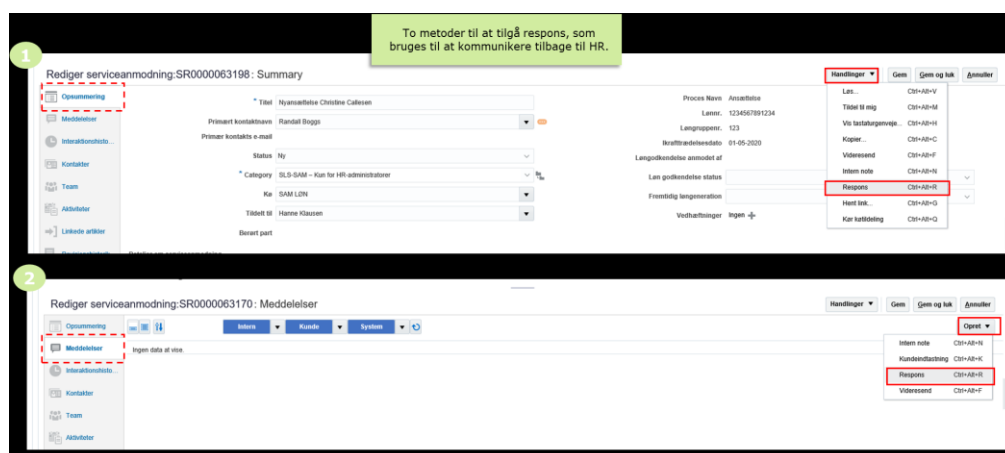 To metoder til at tilgå respons, som
bruges til at kommunikere tilbage til HR.
1
Rediger serviceanmodning:SR0000063198: Summary
Handlinger
Gem
Gem og luk
Annuller
Opsummering
Meddelelser
Interaktionshisto...
Kontakter
Team
Aktiviteter
Linkede artikler
* Titel Nyansættelse Christine Callesen
Primært kontaktnavn Randall Boggs
Primær kontakts e-mail
Status Ny
* Category SLS-SAM – Kun for HR-administratorer
Kø SAM LØN
Tildelt til Hanne Klausen
Berørt part
Proces Navn Ansættelse
Lønnr. 1234567891234
Løngruppenr. 123
Ikrafttrædelsesdato 01-05-2020
Løngodkendelse anmodet af
Løn godkendelse status
Fremtidig løngeneration
Vedhæftninger Ingen
Løs... Ctrl+Alt+V
Tildel til mig Ctrl+Alt+M
Vis tastaturgenveje... Ctrl+Alt+H
Kopier... Ctrl+Alt+C
Videresend Ctrl+Alt+F
Intern note Ctrl+Alt+N
Respons Ctrl+Alt+R
Hent link... Ctrl+Alt+G
Kør køtildeling Ctrl+Alt+Q
2
Rediger serviceanmodning:SR0000063170: Meddelelser
Handlinger
Gem
Gem og luk
Annuller
Opsummering
Meddelelser
Interaktionshisto...
Kontakter
Team
Aktiviteter
Intern
Kunde
System
Opret
Ingen data at vise.
Intern note Ctrl+Alt+N
Kundeindtastning Ctrl+Alt+K
Respons Ctrl+Alt+R
Videresend Ctrl+Alt+F